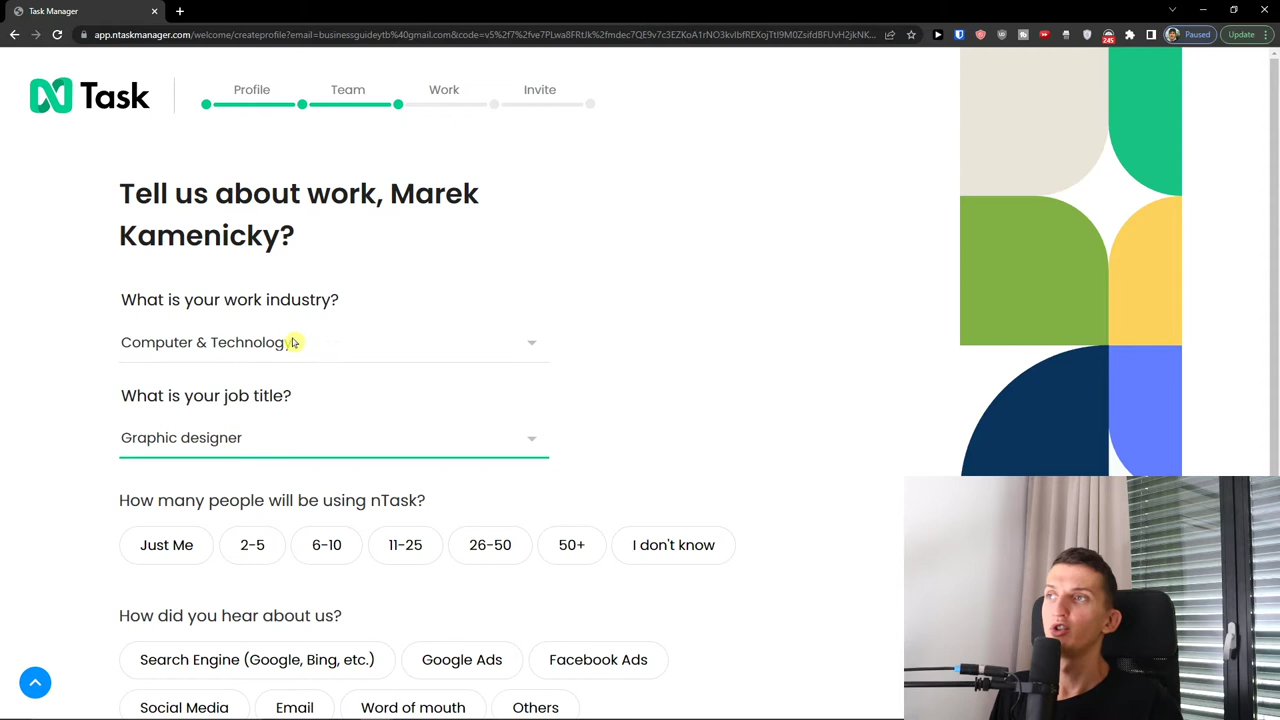 Task Manager
app.ntaskmanager.com/welcome/createprofile?email=businessguideytb%40gmail.com&code=
Paused
Update
245
N Task
Profile
Team
Work
Invite
Tell us about work, Marek
Kamenicky?
What is your work industry?
Computer & Technology
What is your job title?
Graphic designer
How many people will be using nTask?
Just Me
2-5
6-10
11-25
26-50
50+
I don't know
How did you hear about us?
Search Engine (Google, Bing, etc.)
Google Ads
Facebook Ads
Social Media
Email
Word of mouth
Others